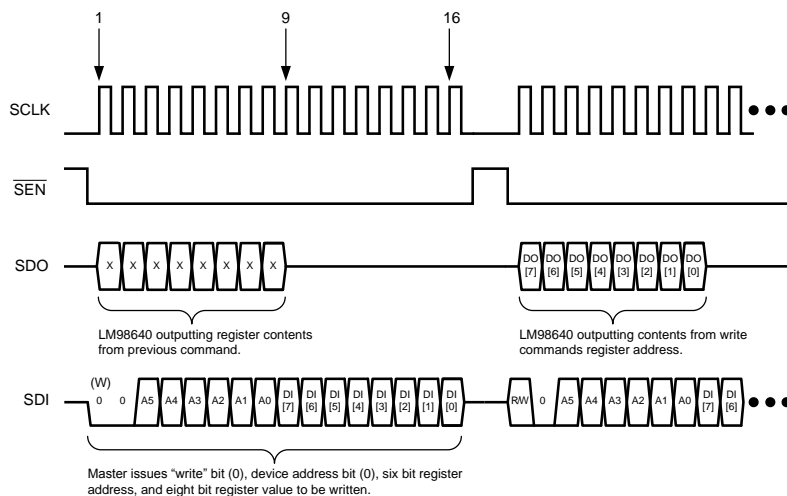 1 9 16
SCLK
SEN
SDO X X X X X X X X DO [7] DO [6] DO [5] DO [4] DO [3] DO [2] DO [1] DO [0]
LM98640 outputting register contents
from previous command.
LM98640 outputting contents from write
commands register address.
(W)
SDI 0 0 A5 A4 A3 A2 A1 A0 DI [7] DI [6] DI [5] DI [4] DI [3] DI [2] DI [1] DI [0] RW 0 A5 A4 A3 A2 A1 A0 DI [7] DI [6]
Master issues “write” bit (0), device address bit (0), six bit register
address, and eight bit register value to be written.